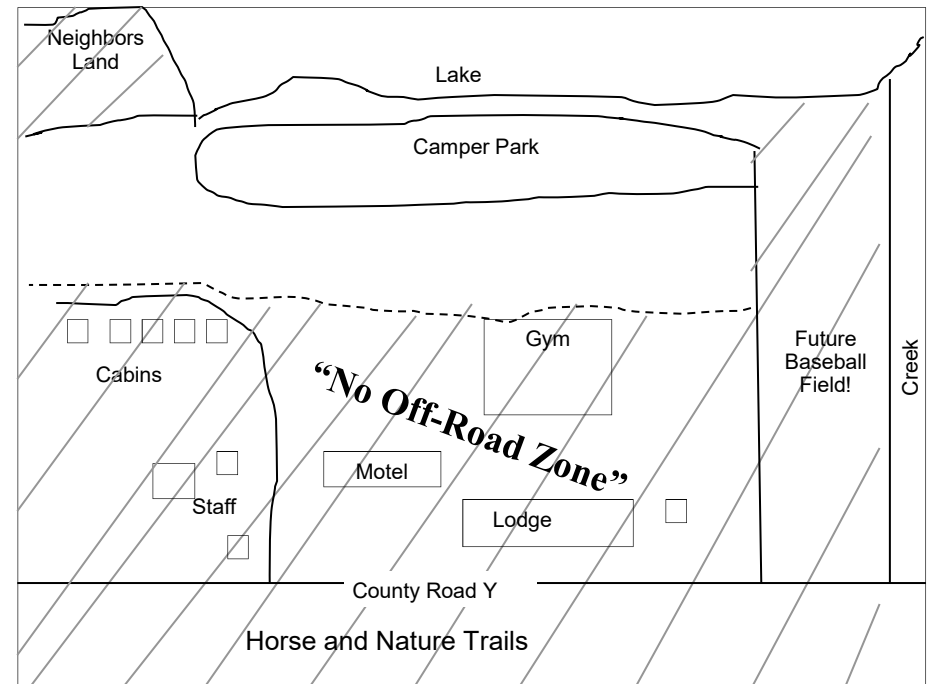 Neighbors
Land
Lake
Camper Park
Gym
Future
Baseball
Field!
Creek
Cabins
“No Off-Road Zone”
Motel
Staff
Lodge
County Road Y
Horse and Nature Trails